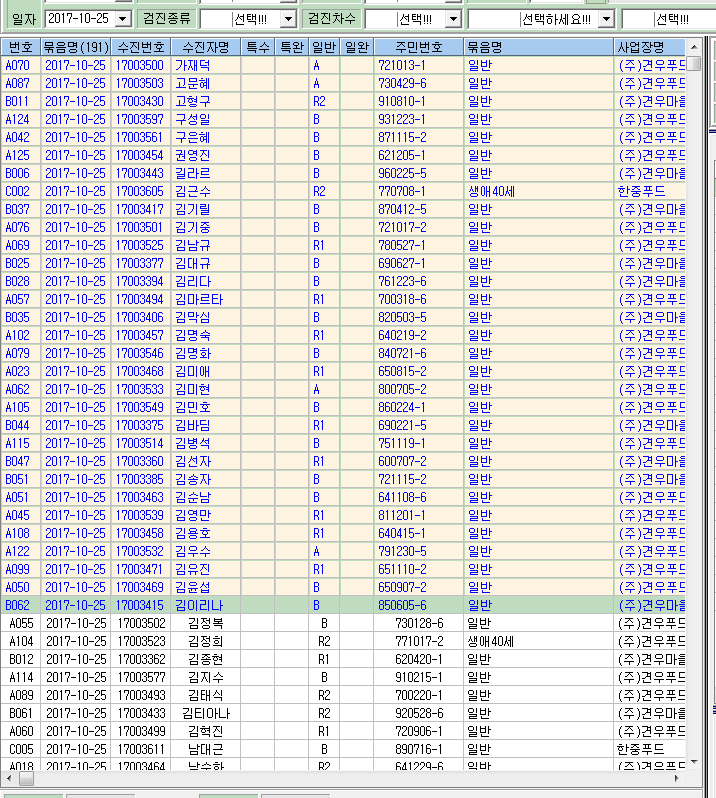 일자 2017-10-25 검진종류 선택!!! 검진차수 선택!!! 선택하세요!!! 선택!!!
번호 묶음명(191) 수진번호 수진자명 특수 특완 일반 일완 주민번호 묶음명 사업장명
A070 2017-10-25 17003500 가재덕 A 721013-1 일반 (주)견우푸드
A087 2017-10-25 17003503 고문혜 A 730429-6 일반 (주)견우푸드
B011 2017-10-25 17003430 고형구 R2 910810-1 일반 (주)견우마을
A124 2017-10-25 17003597 구성일 B 931223-1 일반 (주)견우푸드
A042 2017-10-25 17003561 구은혜 B 871115-2 일반 (주)견우푸드
A125 2017-10-25 17003454 권영진 B 621205-1 일반 (주)견우푸드
B006 2017-10-25 17003443 길라르 B 960225-5 일반 (주)견우마을
C002 2017-10-25 17003605 김근수 R2 770708-1 생애40세 한중푸드
B037 2017-10-25 17003417 김기릴 B 870412-5 일반 (주)견우마을
A076 2017-10-25 17003501 김기중 B 721017-2 일반 (주)견우푸드
A069 2017-10-25 17003525 김남규 R1 780527-1 일반 (주)견우푸드
B025 2017-10-25 17003377 김대규 B 690627-1 일반 (주)견우마을
B028 2017-10-25 17003394 김리다 B 761223-6 일반 (주)견우마을
A057 2017-10-25 17003494 김마르타 R1 700318-6 일반 (주)견우푸드
B035 2017-10-25 17003406 김막심 B 820503-5 일반 (주)견우마을
A102 2017-10-25 17003457 김명숙 R1 640219-2 일반 (주)견우푸드
A079 2017-10-25 17003546 김명화 B 840721-6 일반 (주)견우푸드
A023 2017-10-25 17003468 김미애 R1 650815-2 일반 (주)견우푸드
A062 2017-10-25 17003533 김미현 A 800705-2 일반 (주)견우푸드
A105 2017-10-25 17003549 김민호 B 860224-1 일반 (주)견우푸드
B044 2017-10-25 17003375 김바딤 R1 690221-5 일반 (주)견우마을
A115 2017-10-25 17003514 김병석 B 751119-1 일반 (주)견우푸드
B047 2017-10-25 17003360 김선자 R1 600707-2 일반 (주)견우마을
B051 2017-10-25 17003385 김송자 B 721115-2 일반 (주)견우마을
A051 2017-10-25 17003463 김순남 B 641108-6 일반 (주)견우푸드
A045 2017-10-25 17003539 김영만 R1 811201-1 일반 (주)견우푸드
A108 2017-10-25 17003458 김용호 R1 640415-1 일반 (주)견우푸드
A122 2017-10-25 17003532 김우수 A 791230-5 일반 (주)견우푸드
A099 2017-10-25 17003471 김유진 R1 651110-2 일반 (주)견우푸드
A050 2017-10-25 17003469 김윤섭 B 650907-2 일반 (주)견우푸드
B062 2017-10-25 17003415 김이리나 B 850605-6 일반 (주)견우마을
A055 2017-10-25 17003502 김정복 B 730128-6 일반 (주)견우푸드
A104 2017-10-25 17003523 김정희 R2 771017-2 생애40세 (주)견우푸드
B012 2017-10-25 17003362 김종현 R1 620420-1 일반 (주)견우마을
A114 2017-10-25 17003577 김지수 B 910215-1 일반 (주)견우푸드
A089 2017-10-25 17003493 김태식 R2 700220-1 일반 (주)견우푸드
B061 2017-10-25 17003433 김티아나 R2 920528-6 일반 (주)견우마을
A060 2017-10-25 17003499 김혁진 R1 720906-1 일반 (주)견우푸드
C005 2017-10-25 17003611 남대근 B 890716-1 일반 한중푸드
A018 2017-10-25 17003464 남수하 R2 641229-6 일반 (주)견우푸드